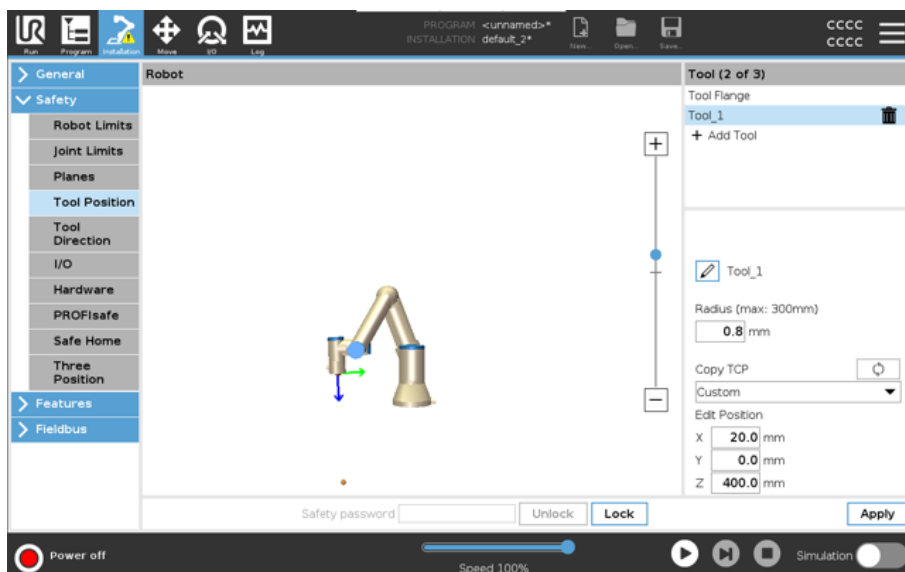 PROGRAM <unnamed>*
INSTALLATION default_2*
CCCC
CCCC
UR
Run
Program
Installation
Move
I/O
Log
New...
Open...
Save...
General
Safety
Robot Limits
Joint Limits
Planes
Tool Position
Tool
Direction
I/O
Hardware
PROFIsafe
Safe Home
Three
Position
Features
Fieldbus
Robot
Tool (2 of 3)
Tool Flange
Tool_1
+ Add Tool
Tool_1
Radius (max: 300mm)
0.8 mm
Copy TCP
Custom
Edit Position
X 20.0 mm
Y 0.0 mm
Z 400.0 mm
Safety password
Unlock
Lock
Apply
Power off
Speed 100%
Simulation